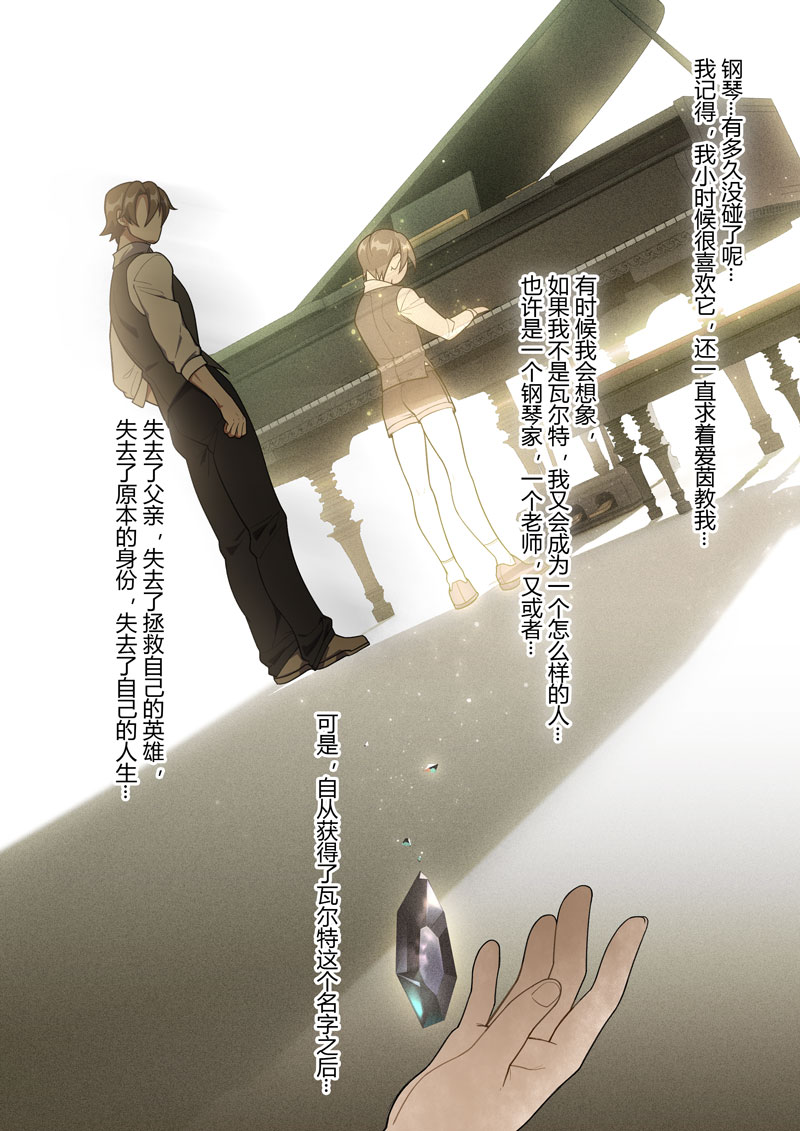 钢琴…有多久没碰了呢…
我记得，我小时候很喜欢它，还一直求着爱茵教我…
有时候我会想象，
如果我不是瓦尔特，我又会成为一个怎么样的人…
也许是一个钢琴家，一个老师，又或者…
可是，自从获得了瓦尔特这个名字之后…
失去了父亲，失去了拯救自己的英雄，
失去了原本的身份，失去了自己的人生…